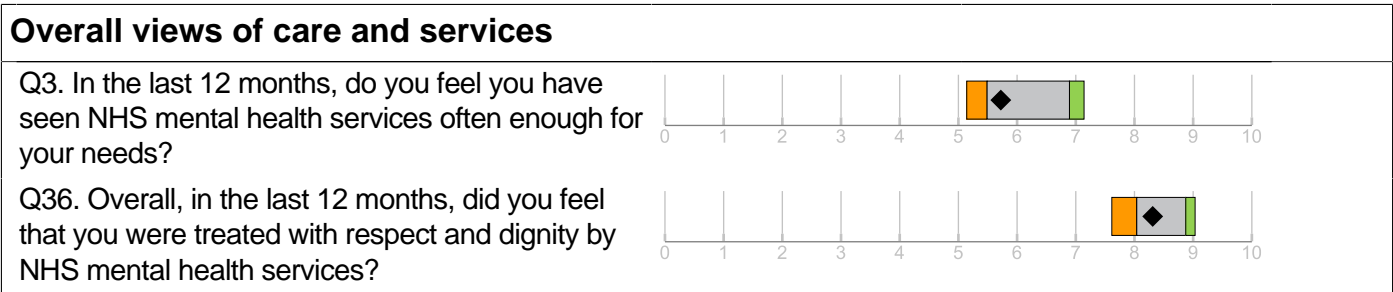 Overall views of care and services
Q3. In the last 12 months, do you feel you have
seen NHS mental health services often enough for
your needs?
0 1 2 3 4 5 6 7 8 9 10
Q36. Overall, in the last 12 months, did you feel
that you were treated with respect and dignity by
NHS mental health services?
0 1 2 3 4 5 6 7 8 9 10